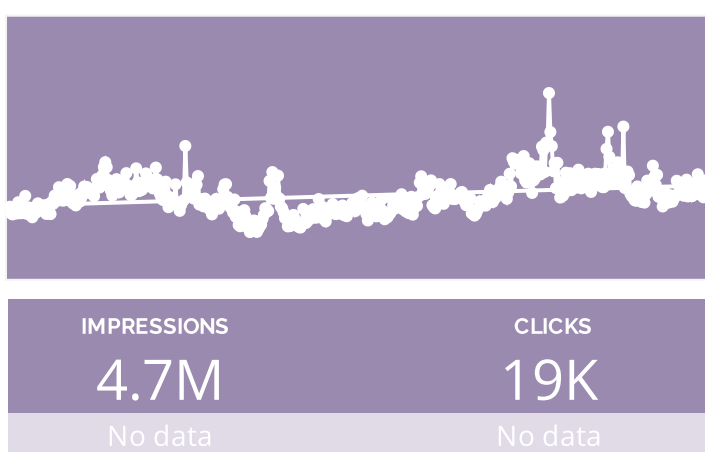 IMPRESSIONS CLICKS
4.7M 19K
No data No data